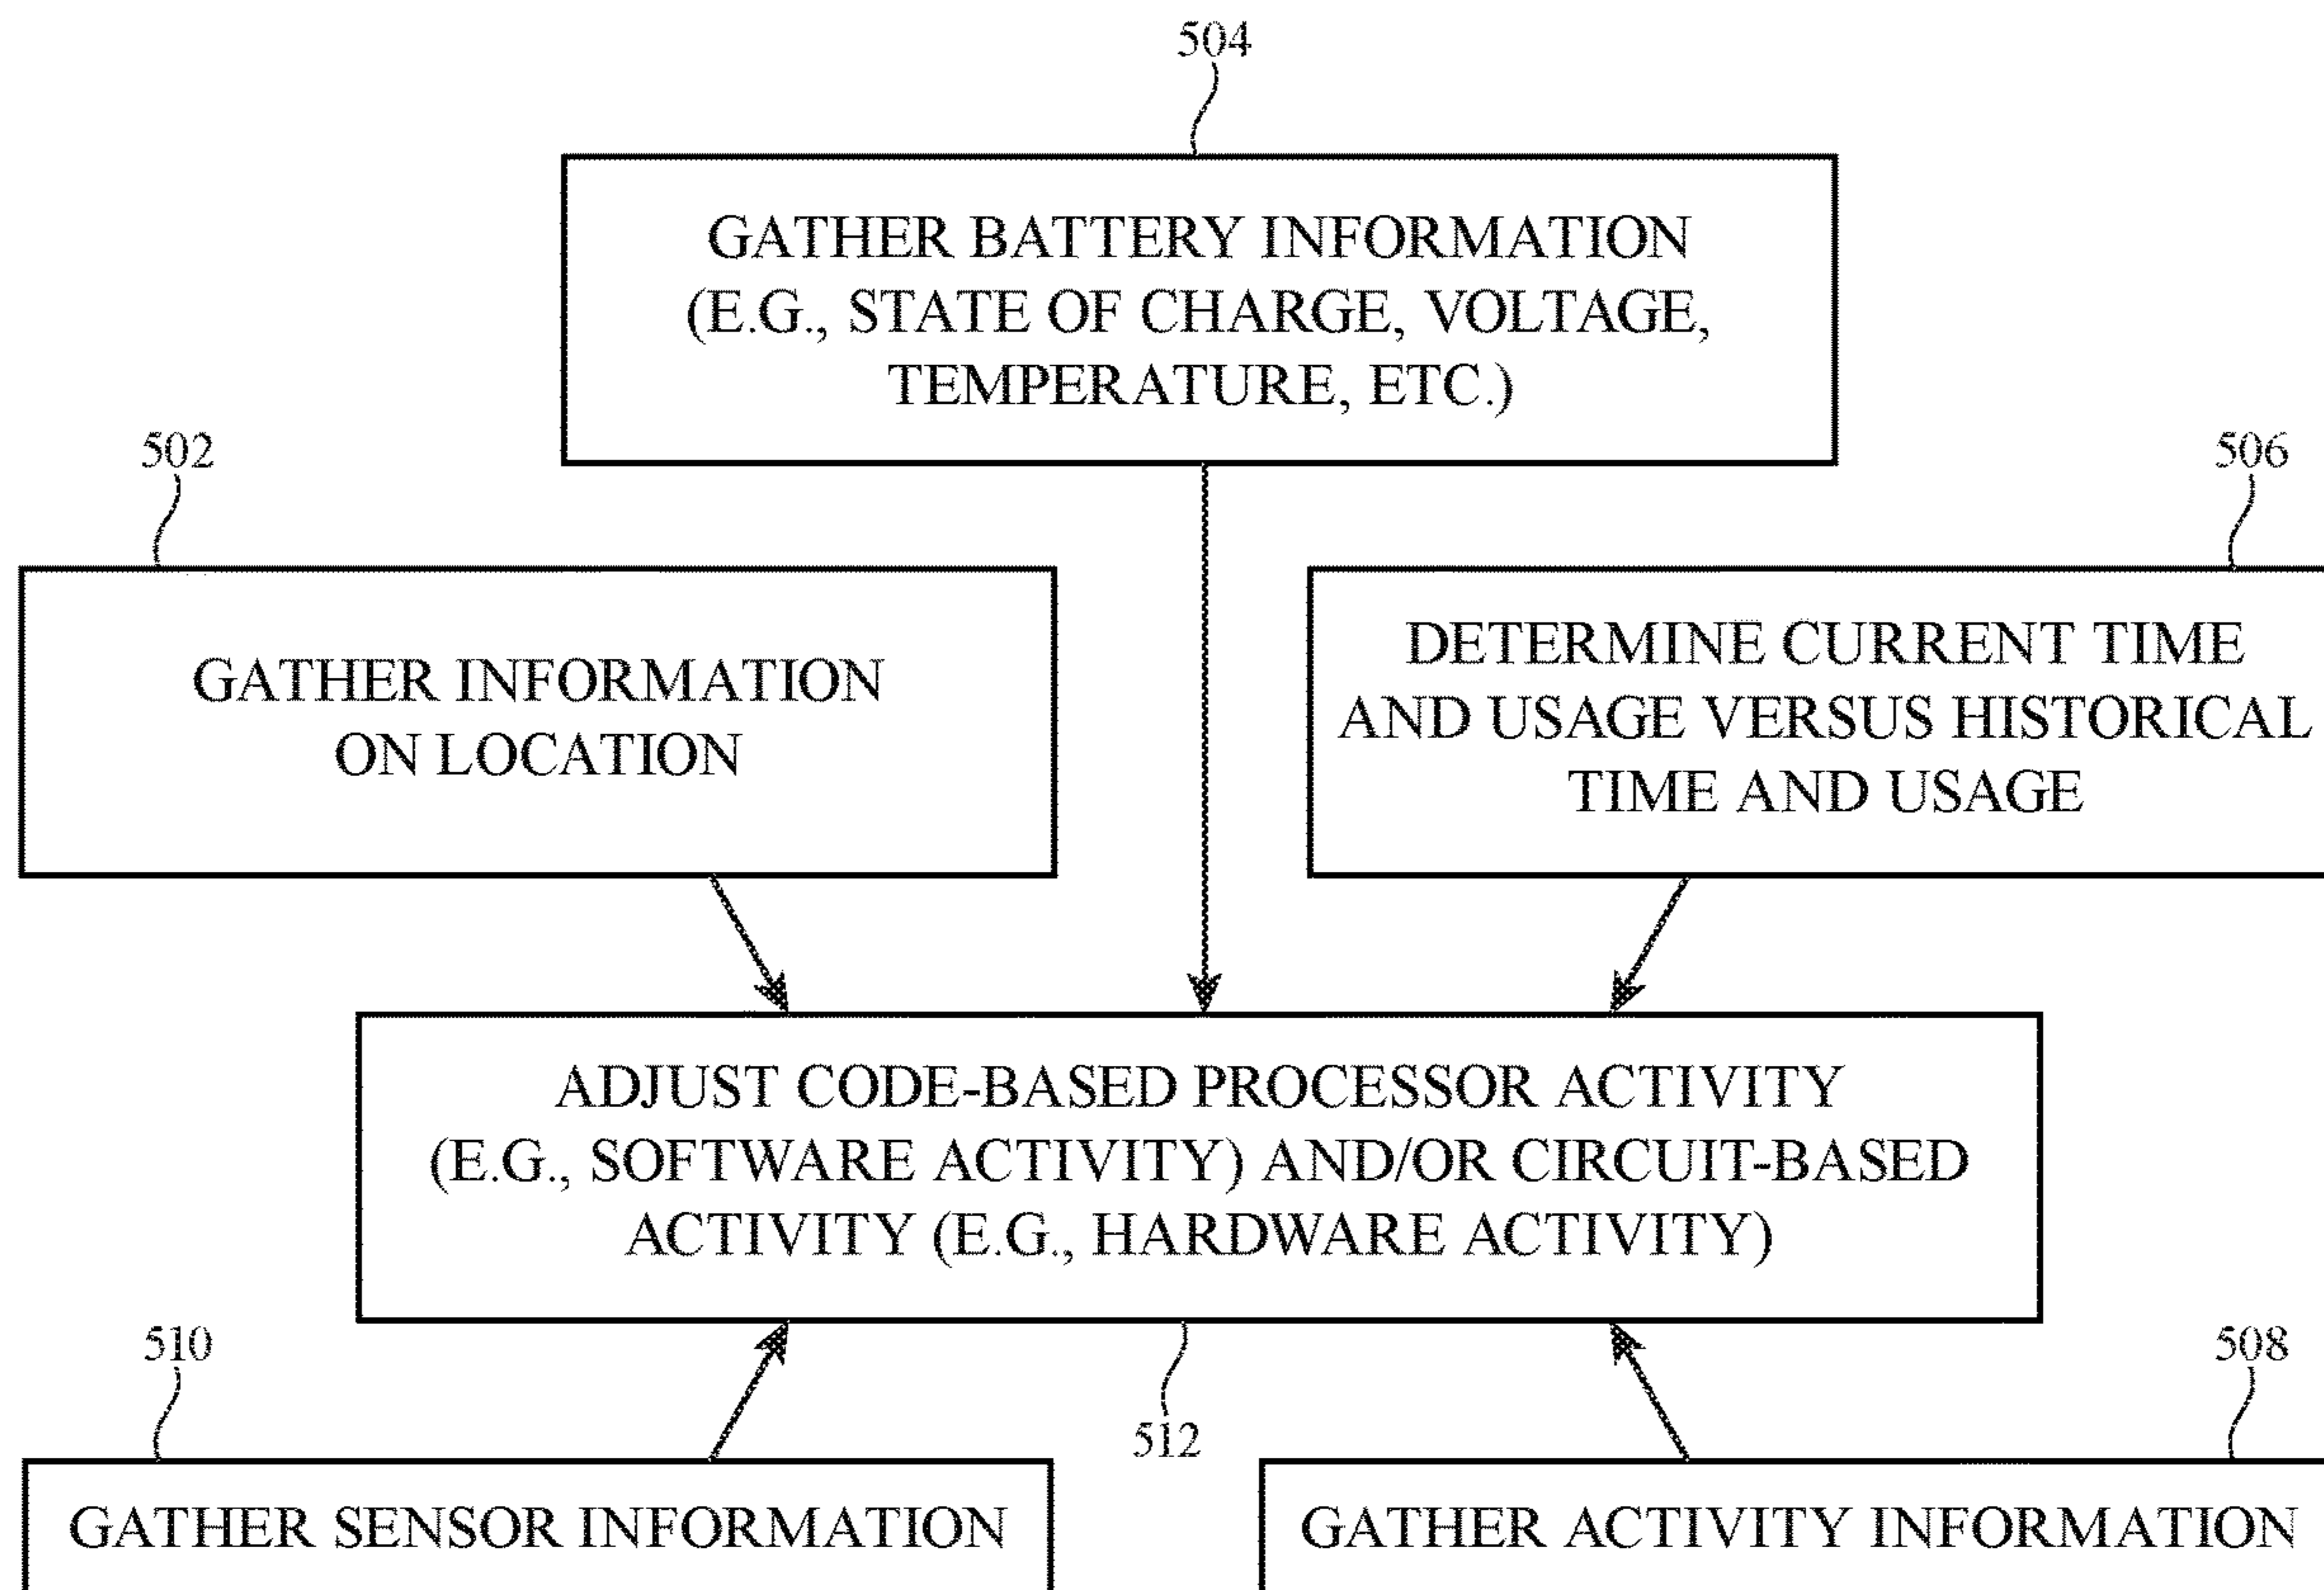 504
GATHER BATTERY INFORMATION
(E.G., STATE OF CHARGE, VOLTAGE,
TEMPERATURE, ETC.)
502
506
GATHER INFORMATION
ON LOCATION
DETERMINE CURRENT TIME
AND USAGE VERSUS HISTORICAL
TIME AND USAGE
ADJUST CODE-BASED PROCESSOR ACTIVITY
(E.G., SOFTWARE ACTIVITY) AND/OR CIRCUIT-BASED
ACTIVITY (E.G., HARDWARE ACTIVITY)
510
508
512
GATHER SENSOR INFORMATION
GATHER ACTIVITY INFORMATION